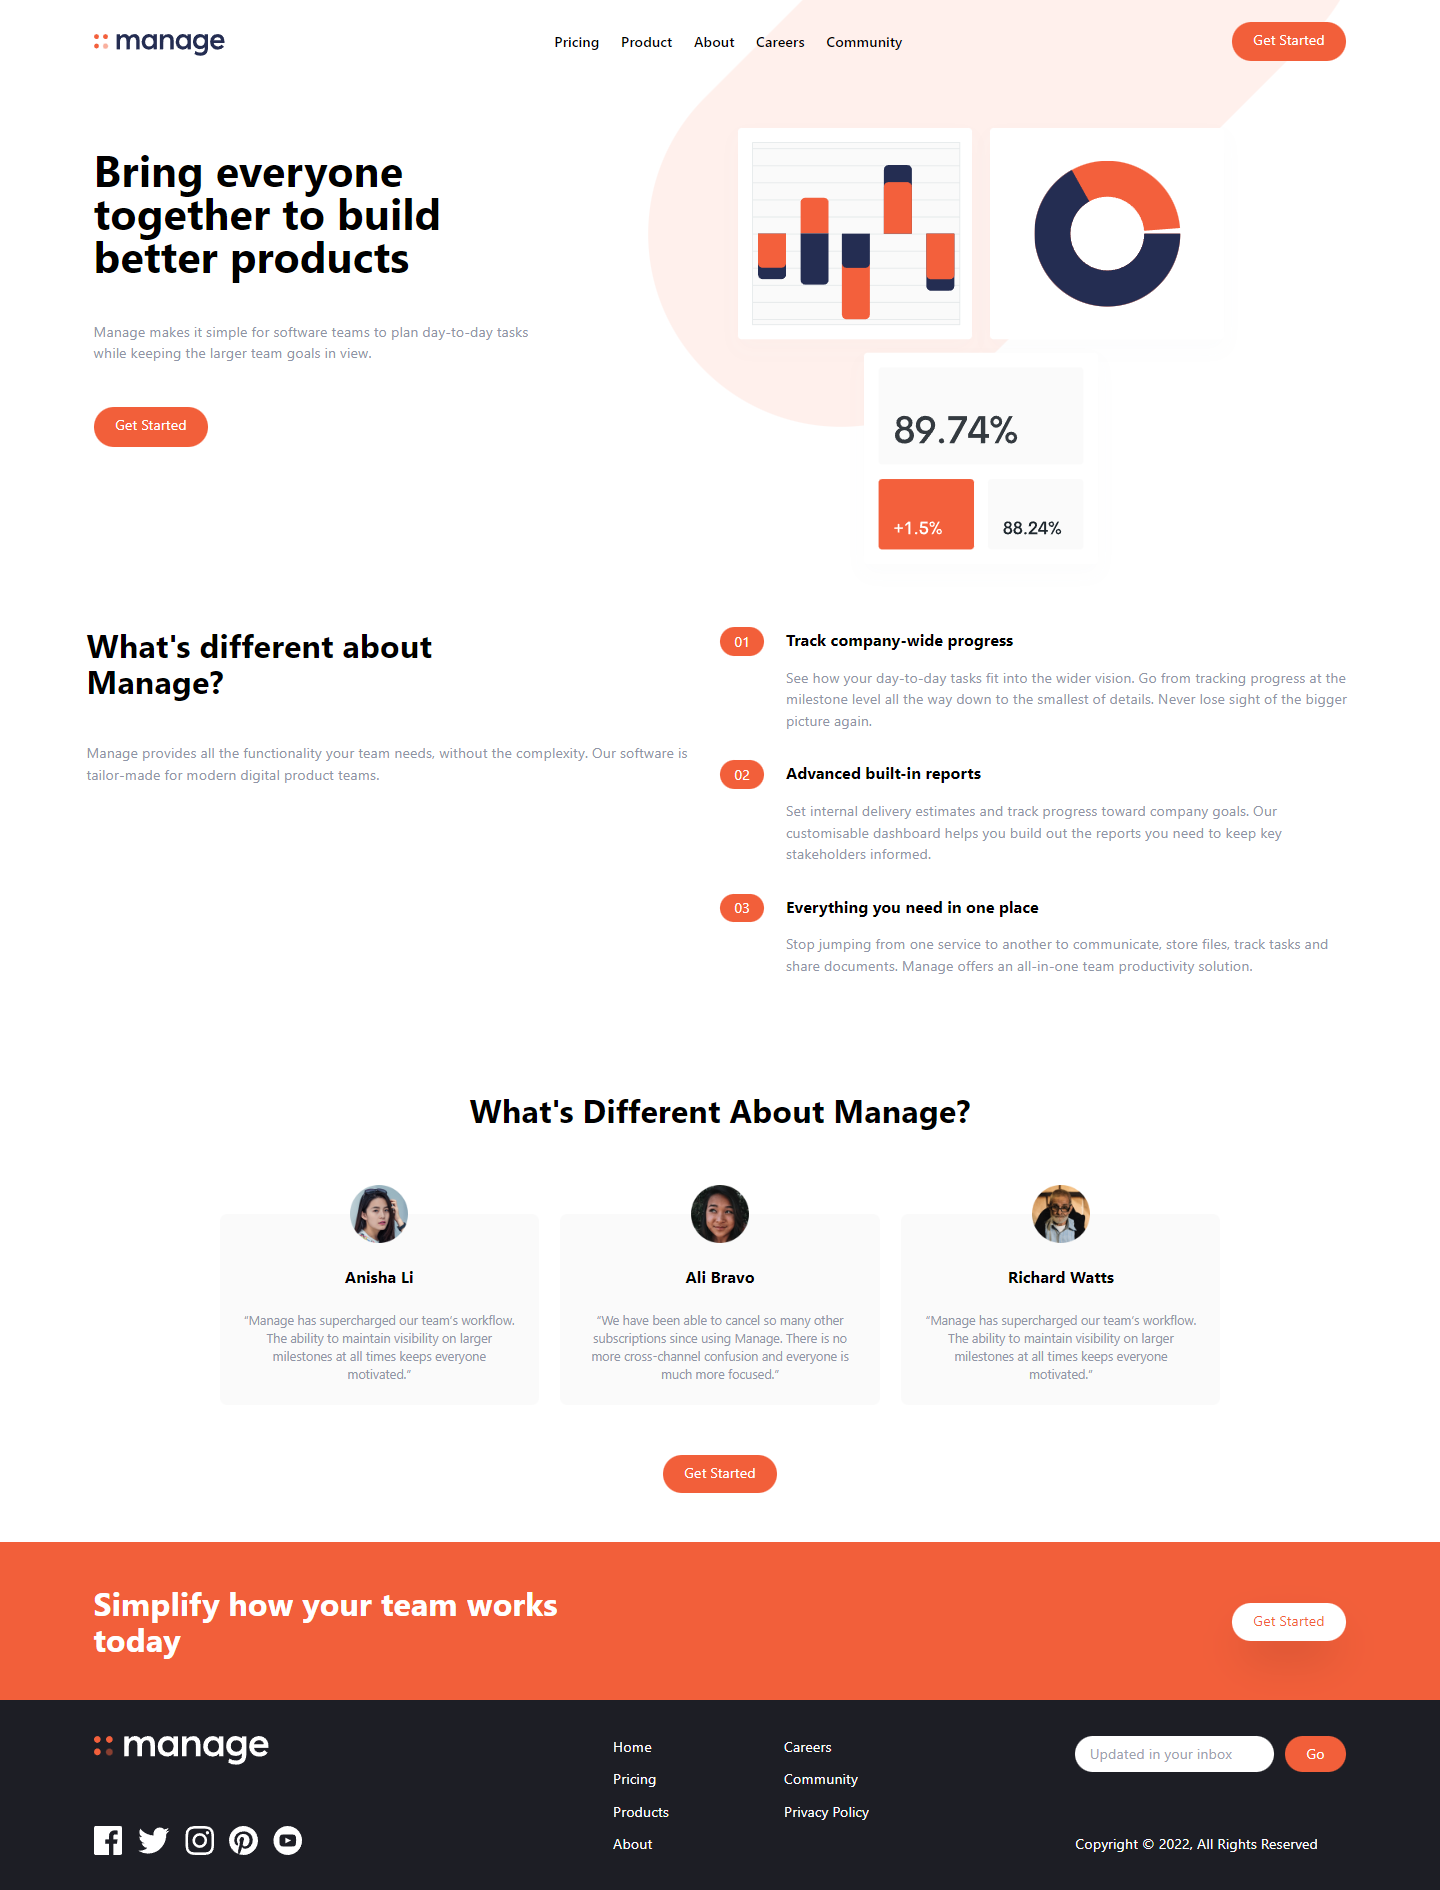 manage
Pricing Product About Careers Community
Get Started
Bring everyone
together to build
better products
Manage makes it simple for software teams to plan day-to-day tasks
while keeping the larger team goals in view.
Get Started
89.74%
+1.5%
88.24%
What's different about
Manage?
Manage provides all the functionality your team needs, without the complexity. Our software is
tailor-made for modern digital product teams.
01 Track company-wide progress
See how your day-to-day tasks fit into the wider vision. Go from tracking progress at the
milestone level all the way down to the smallest of details. Never lose sight of the bigger
picture again.
02 Advanced built-in reports
Set internal delivery estimates and track progress toward company goals. Our
customisable dashboard helps you build out the reports you need to keep key
stakeholders informed.
03 Everything you need in one place
Stop jumping from one service to another to communicate, store files, track tasks and
share documents. Manage offers an all-in-one team productivity solution.
What's Different About Manage?
Anisha Li
“Manage has supercharged our team’s workflow.
The ability to maintain visibility on larger
milestones at all times keeps everyone
motivated.”
Ali Bravo
“We have been able to cancel so many other
subscriptions since using Manage. There is no
more cross-channel confusion and everyone is
much more focused.”
Richard Watts
“Manage has supercharged our team’s workflow.
The ability to maintain visibility on larger
milestones at all times keeps everyone
motivated.“
Get Started
Simplify how your team works
today
Get Started
manage
Home
Pricing
Products
About
Careers
Community
Privacy Policy
Updated in your inbox
Go
Copyright © 2022, All Rights Reserved